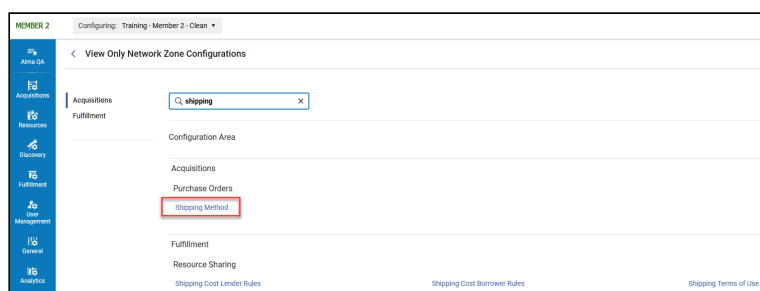 MEMBER 2
Configuring: Training - Member 2 - Clean
View Only Network Zone Configurations
Alma QA
Acquisitions
Resources
Discovery
Fulfillment
User
Management
General
Analytics
Acquisitions
Fulfillment
shipping
Configuration Area
Acquisitions
Purchase Orders
Shipping Method
Fulfillment
Resource Sharing
Shipping Cost Lender Rules Shipping Cost Borrower Rules Shipping Terms of Use